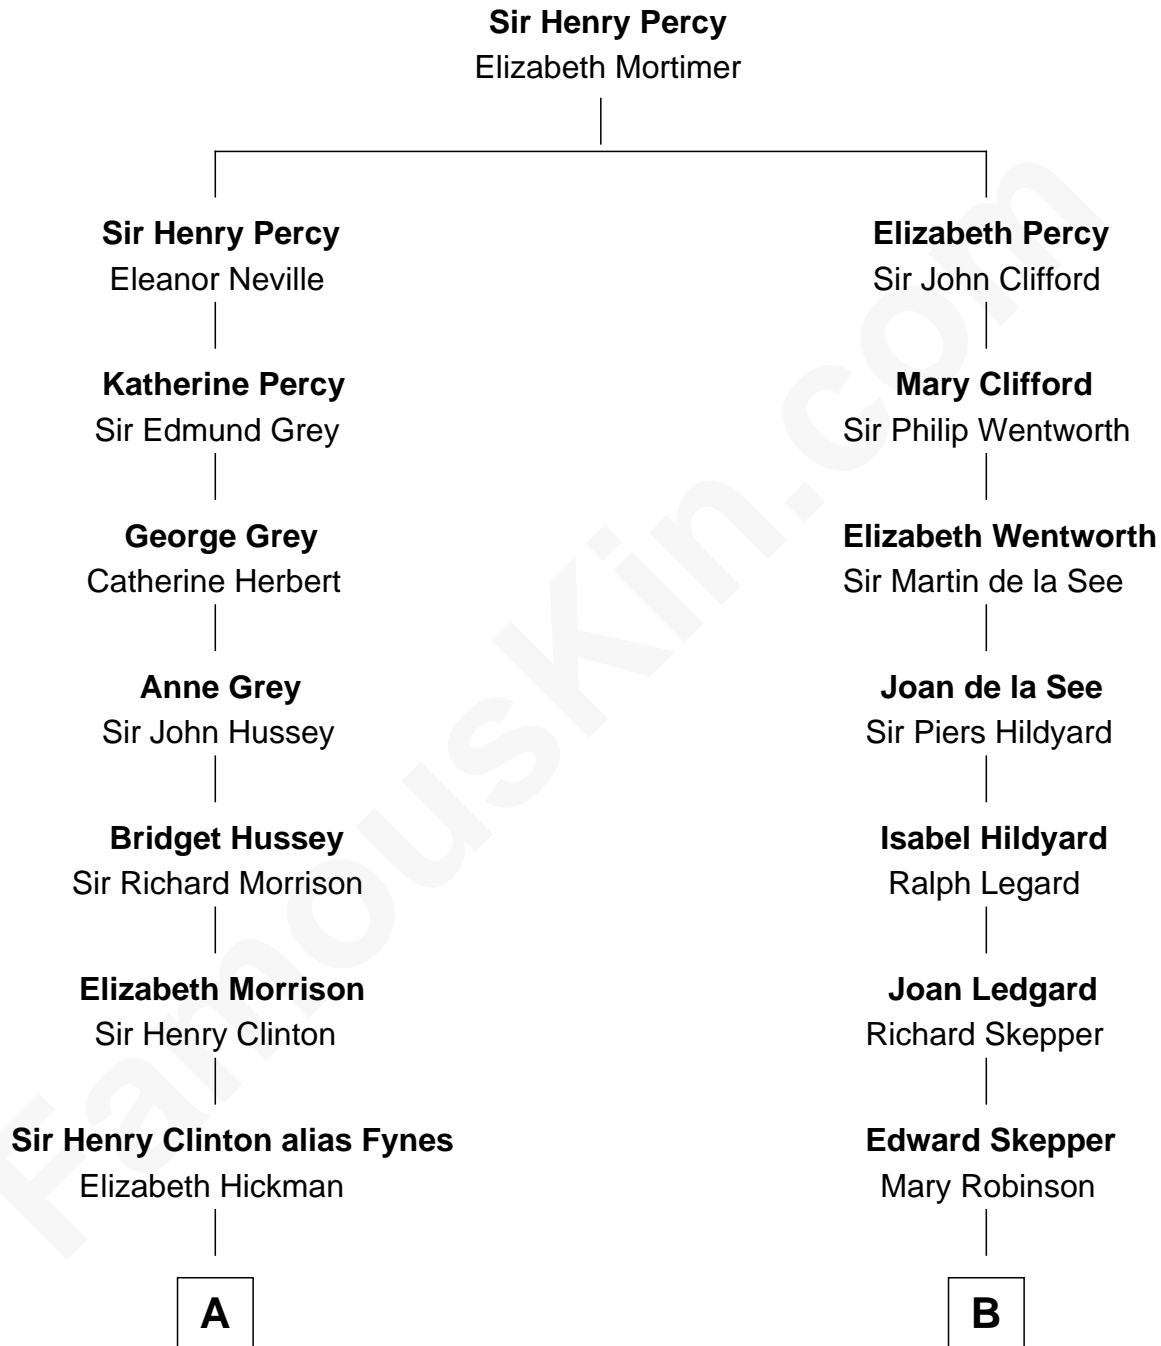 Sir Henry Percy
Elizabeth Mortimer
Sir Henry Percy
Eleanor Neville
Elizabeth Percy
Sir John Clifford
Katherine Percy
Sir Edmund Grey
Mary Clifford
Sir Philip Wentworth
George Grey
Catherine Herbert
Elizabeth Wentworth
Sir Martin de la See
Anne Grey
Sir John Hussey
Joan de la See
Sir Piers Hildyard
Bridget Hussey
Sir Richard Morrison
Isabel Hildyard
Ralph Legard
Elizabeth Morrison
Sir Henry Clinton
Joan Ledgard
Richard Skepper
Sir Henry Clinton alias Fynes
Elizabeth Hickman
Edward Skepper
Mary Robinson
A
B
FamousKin.com